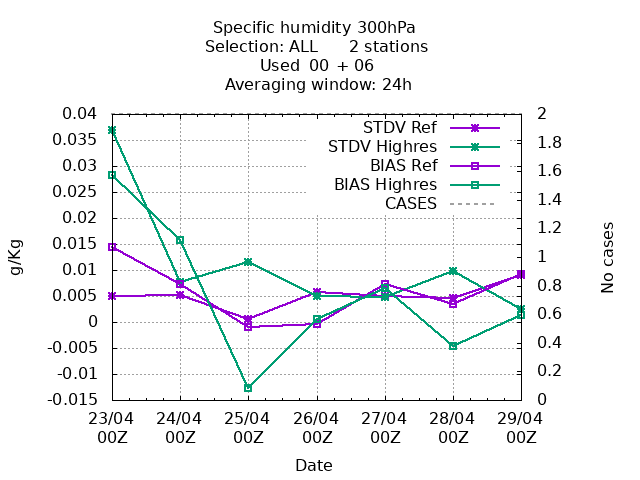 Specific humidity 300hPa
Selection: ALL 2 stations
Used 00 + 06
Averaging window: 24h
0.04
0.035
0.03
0.025
0.02
0.015
0.01
0.005
0
-0.005
-0.01
-0.015
g/Kg
STDV Ref
STDV Highres
BIAS Ref
BIAS Highres
CASES
2
1.8
1.6
1.4
1.2
1
0.8
0.6
0.4
0.2
0
No cases
23/04 24/04 25/04 26/04 27/04 28/04 29/04
00Z 00Z 00Z 00Z 00Z 00Z 00Z
Date